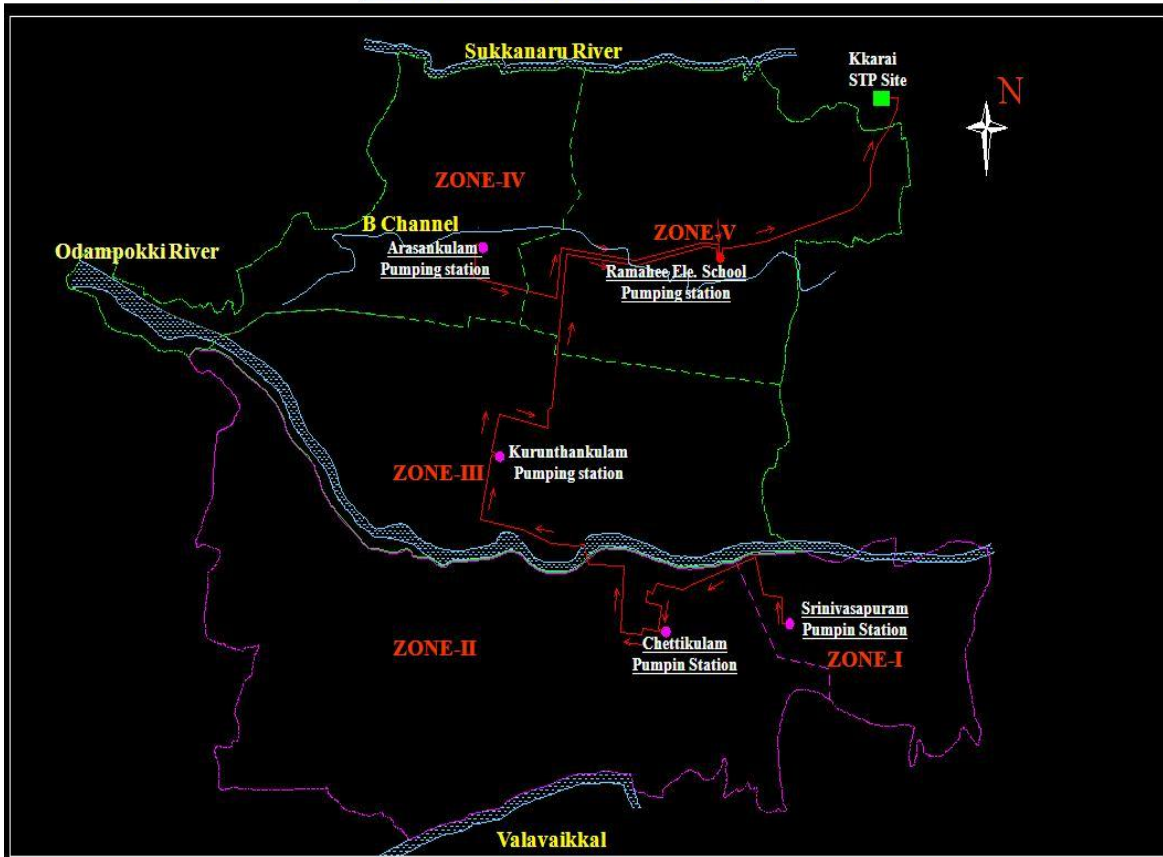 Sukkanaru River
Kkarai
STP Site
N
ZONE-IV
B Channel
ZONE-V
Odampokki River
Arasankulam
Pumping station
Ramahee Ele. School
Pumping station
Kurunthankulam
Pumping station
ZONE-III
Srinivasapuram
Pumpin Station
ZONE-II
Chettikulam
Pumpin Station
ZONE-I
Valavaikkal